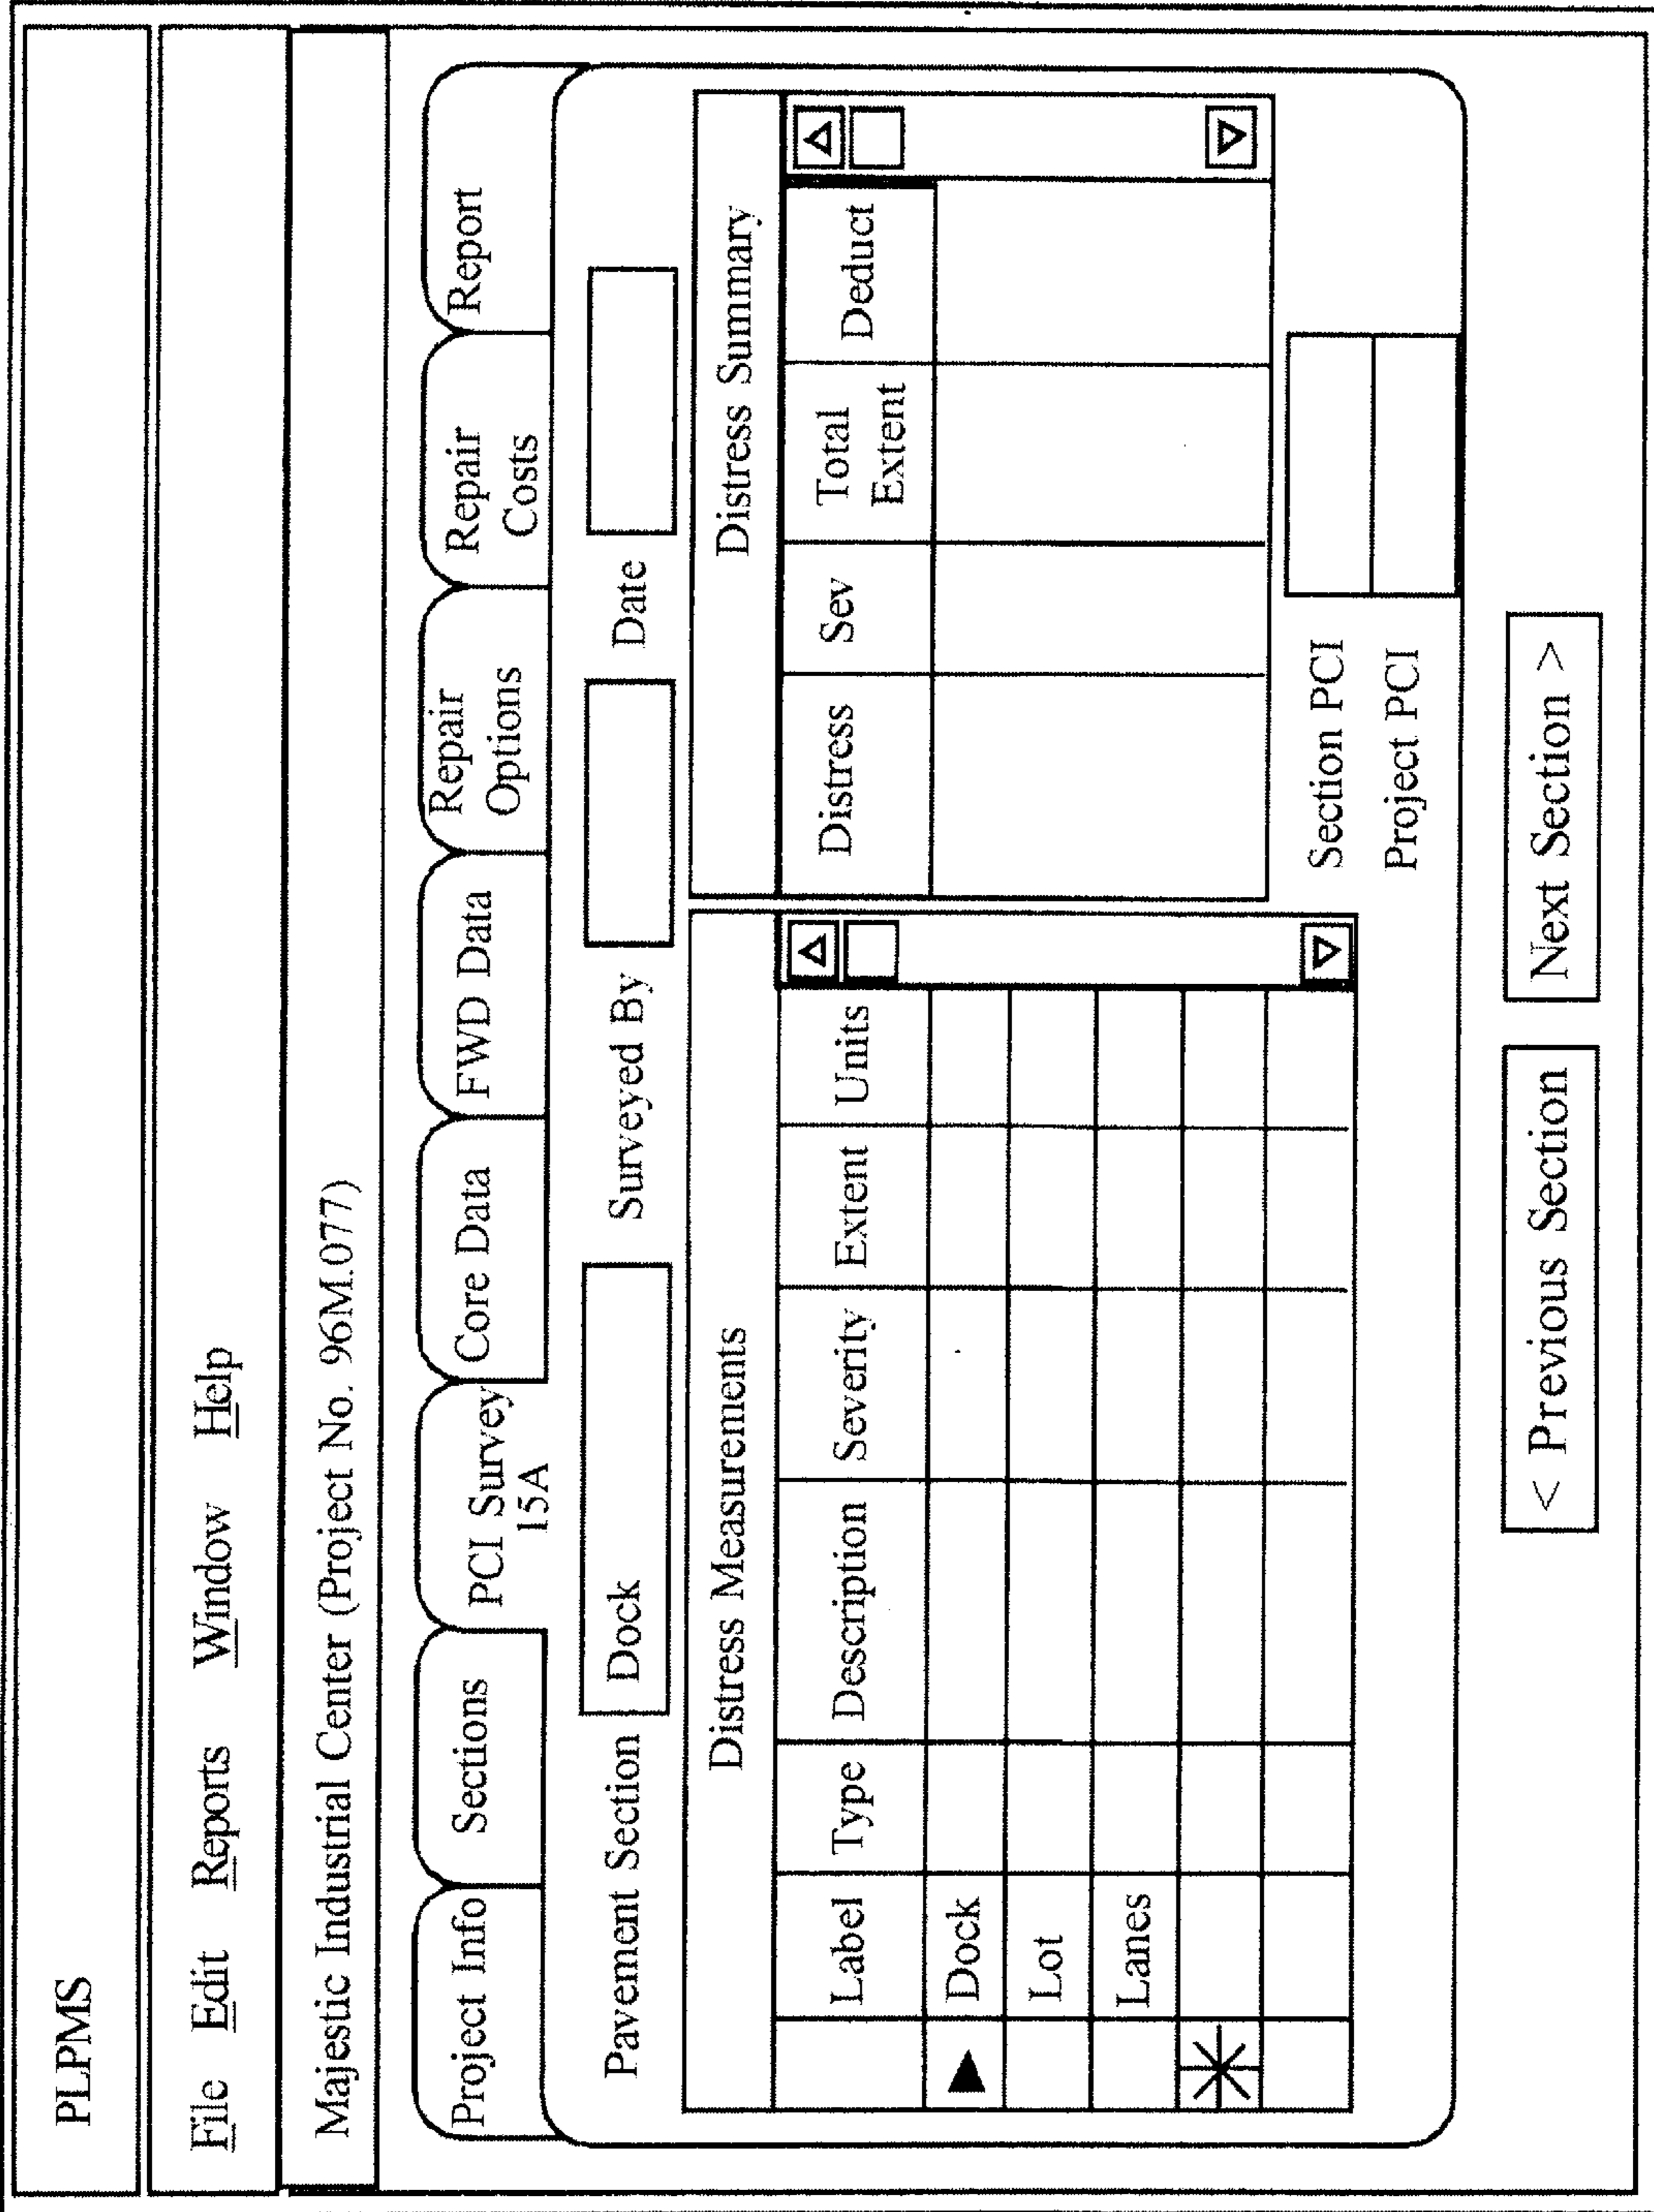 PLPMS
File Edit Reports Window Help
Majestic Industrial Center (Project No. 96M.077)
Project Info Sections PCI Survey Core Data FWD Data Repair Repair Report
15A Options Costs
Pavement Section Dock Surveyed By Date
Distress Measurements Distress Summary
Label Type Description Severity Extent Units Distress Sev Total Deduct
Extent
Dock
Lot
Lanes
Section PCI
Project PCI
< Previous Section Next Section >